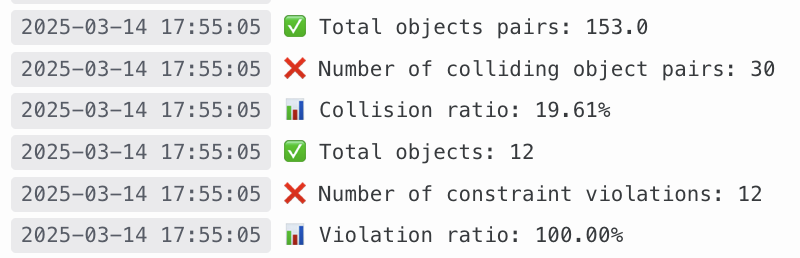 2025-03-14 17:55:05 ✅ Total objects pairs: 153.0
2025-03-14 17:55:05 ❌ Number of colliding object pairs: 30
2025-03-14 17:55:05 📊 Collision ratio: 19.61%
2025-03-14 17:55:05 ✅ Total objects: 12
2025-03-14 17:55:05 ❌ Number of constraint violations: 12
2025-03-14 17:55:05 📊 Violation ratio: 100.00%